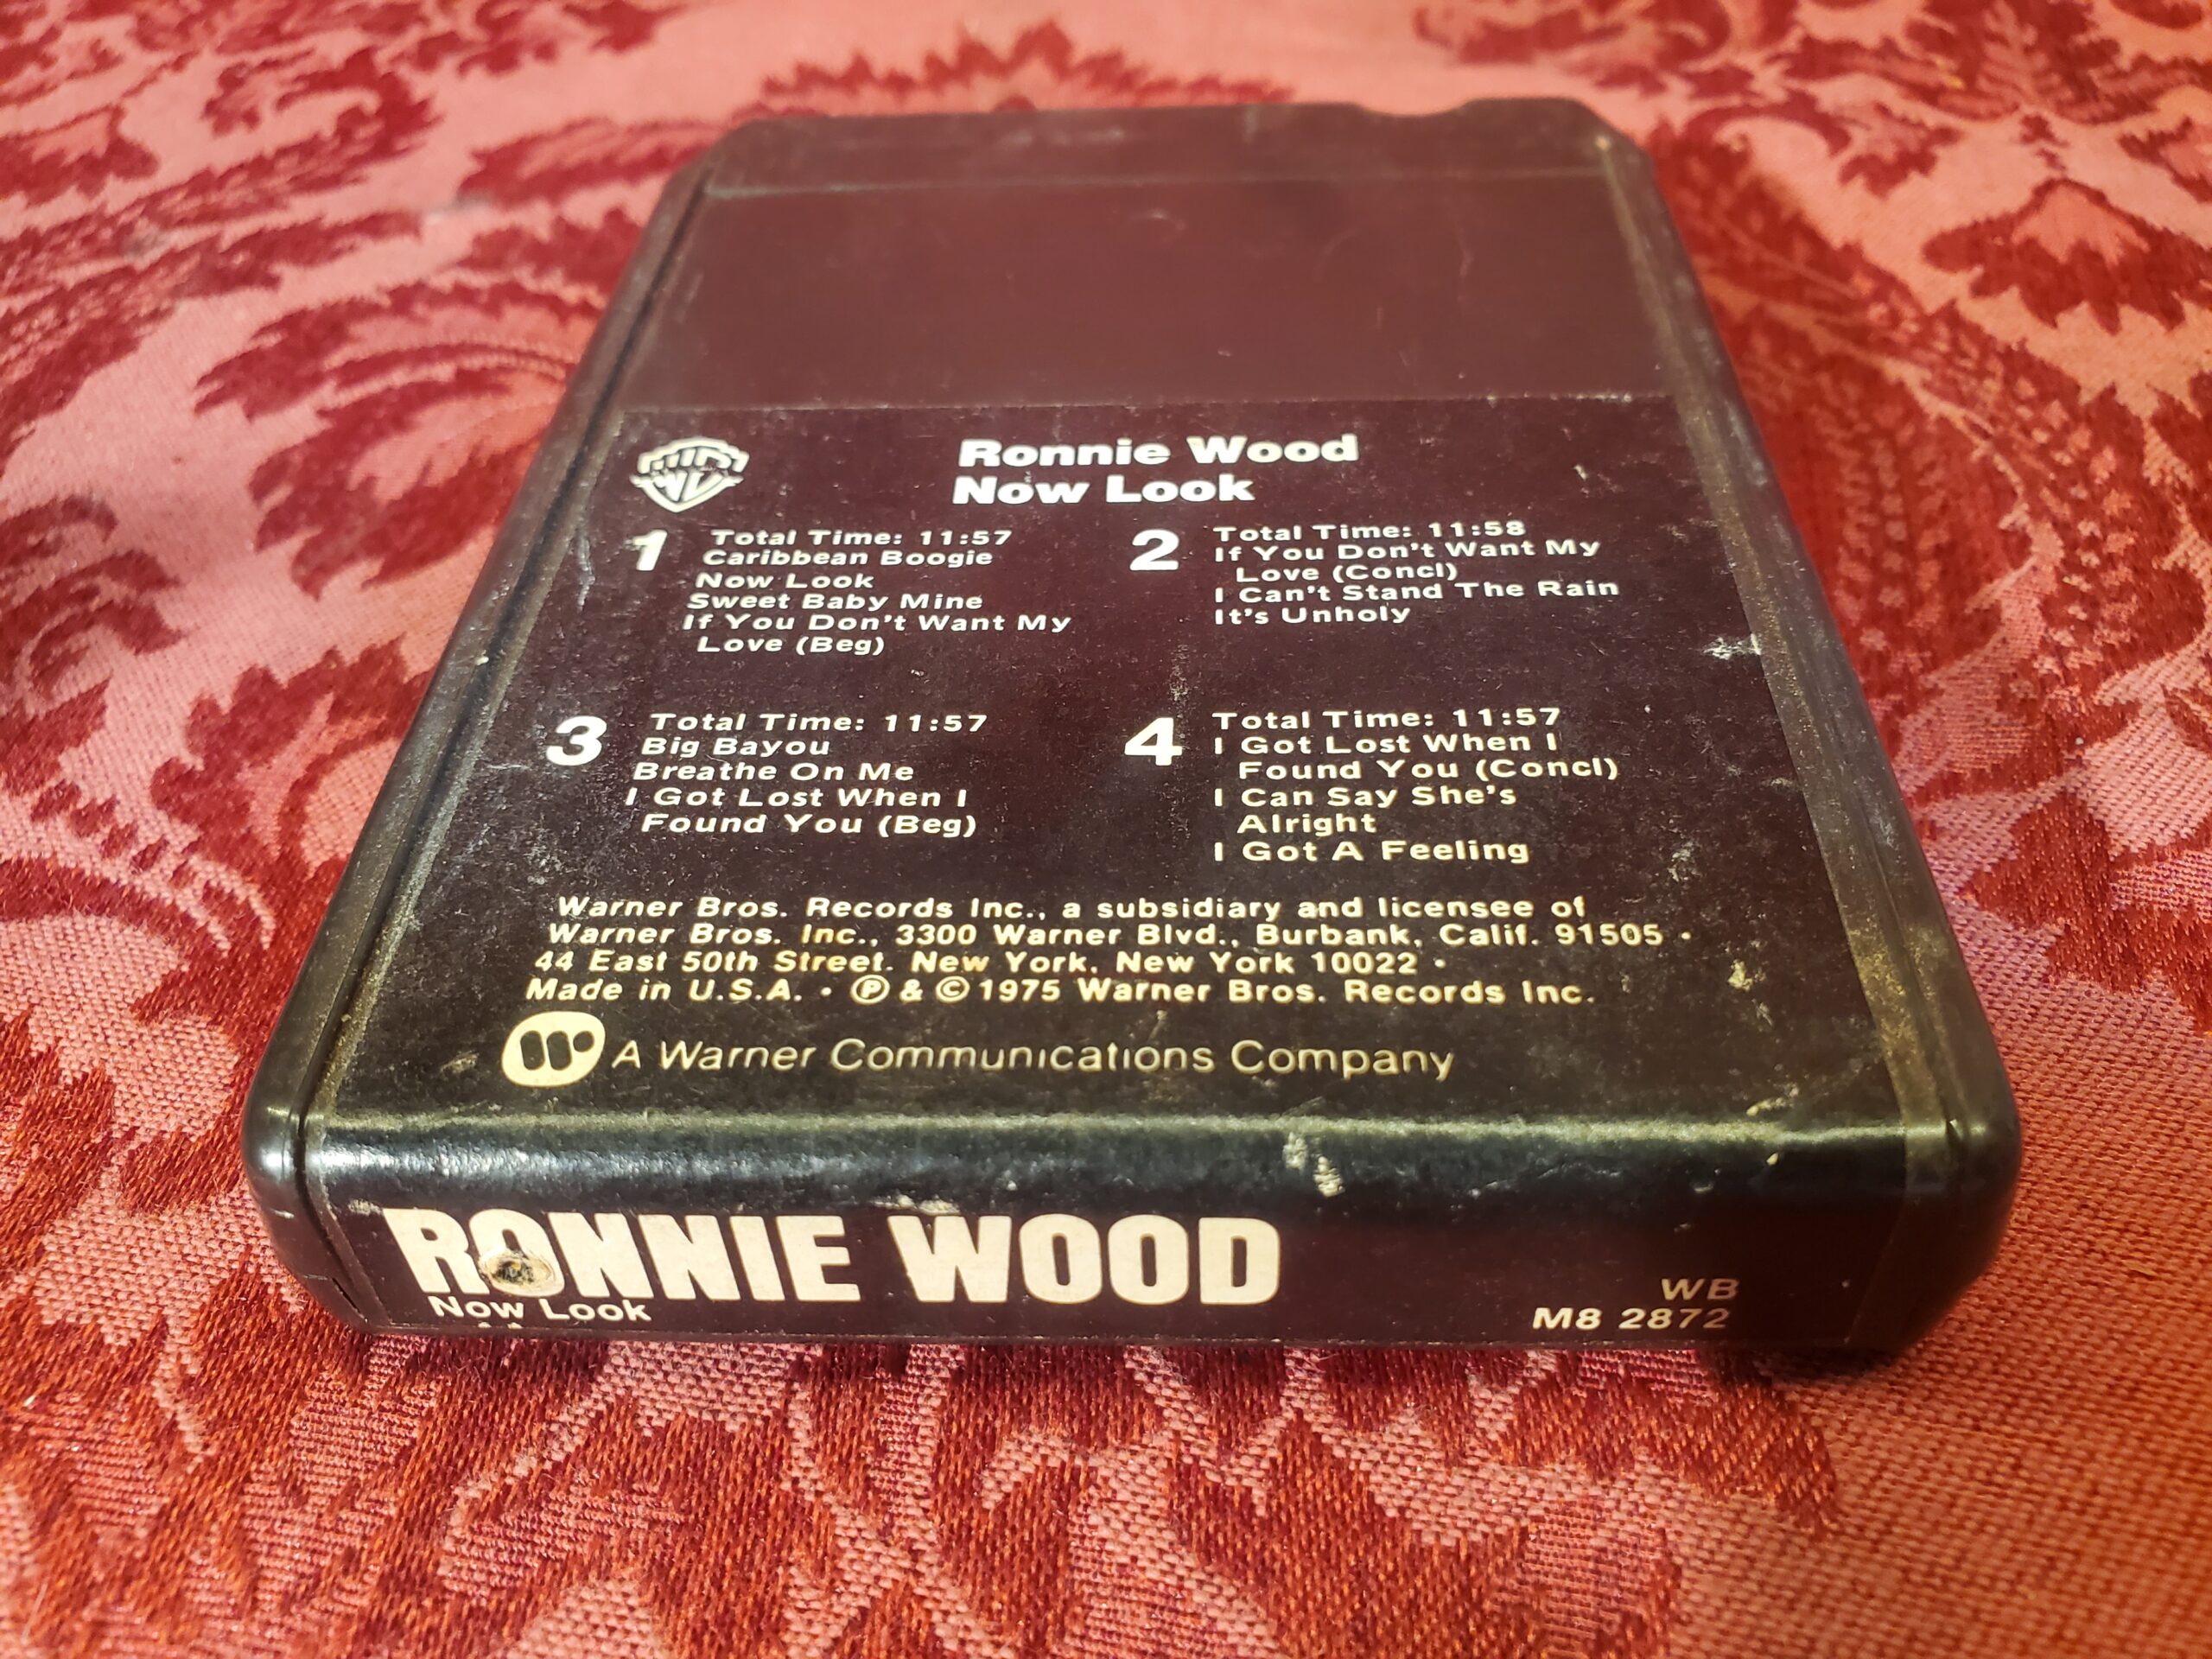 Ronnie Wood
Now Look
1 Total Time: 11:57
Caribbean Boogie
Now Look
Sweet Baby Mine
If You Don't Want My
Love (Beg)
2 Total Time: 11:58
If You Don't Want My
Love (Concl)
I Can't Stand The Rain
It's Unholy
3 Total Time: 11:57
Big Bayou
Breathe On Me
I Got Lost When I
Found You (Beg)
4 Total Time: 11:57
I Got Lost When I
Found You (Concl)
I Can Say She's
Alright
I Got A Feeling
Warner Bros. Records Inc., a subsidiary and licensee of
Warner Bros. Inc., 3300 Warner Blvd., Burbank, Calif. 91505 •
44 East 50th Street, New York, New York 10022 •
Made in U.S.A. • ℗ & © 1975 Warner Bros. Records Inc.
A Warner Communications Company
RONNIE WOOD
Now Look
WB
M8 2872